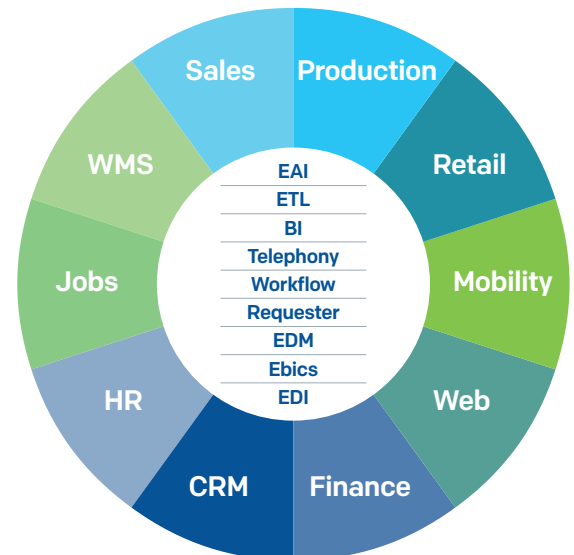 Sales
Production
WMS
Retail
Jobs
Mobility
HR
Web
CRM
Finance
EAI
ETL
BI
Telephony
Workflow
Requester
EDM
Ebics
EDI